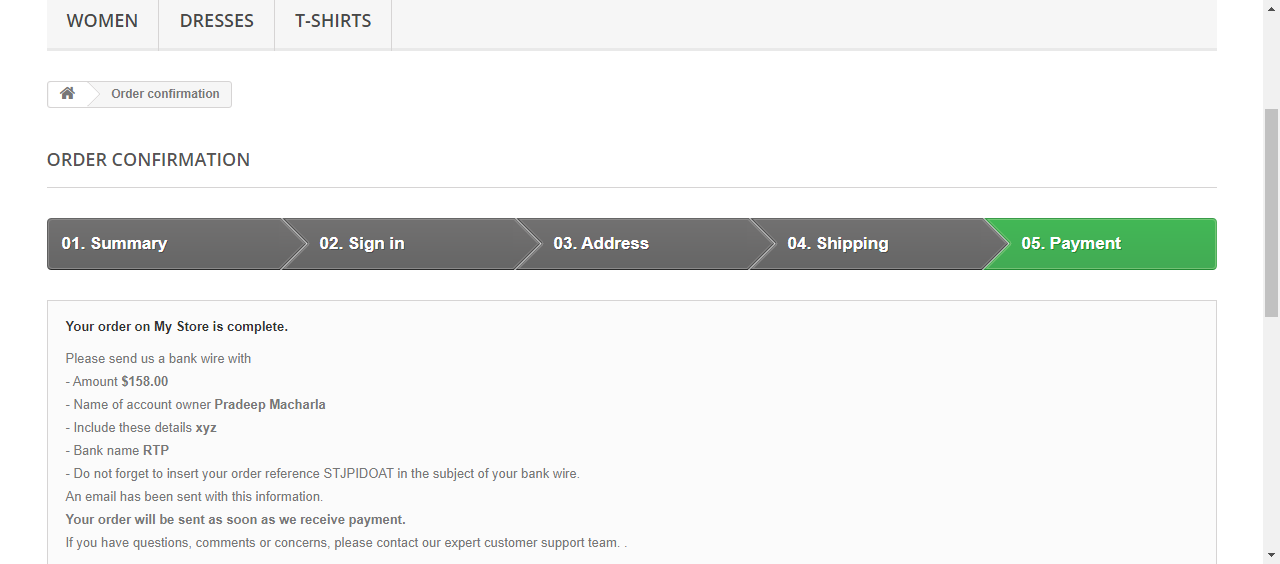 WOMEN DRESSES T-SHIRTS
Order confirmation
ORDER CONFIRMATION
01. Summary 02. Sign in 03. Address 04. Shipping 05. Payment
Your order on My Store is complete.
Please send us a bank wire with
- Amount $158.00
- Name of account owner Pradeep Macharla
- Include these details xyz
- Bank name RTP
- Do not forget to insert your order reference STJPIDOAT in the subject of your bank wire.
An email has been sent with this information.
Your order will be sent as soon as we receive payment.
If you have questions, comments or concerns, please contact our expert customer support team. .